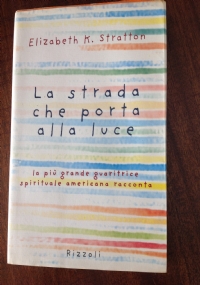 Elizabeth K. Stratton
La strada
che porta
alla luce
la più grande guaritrice
spirituale americana racconta
Rizzoli